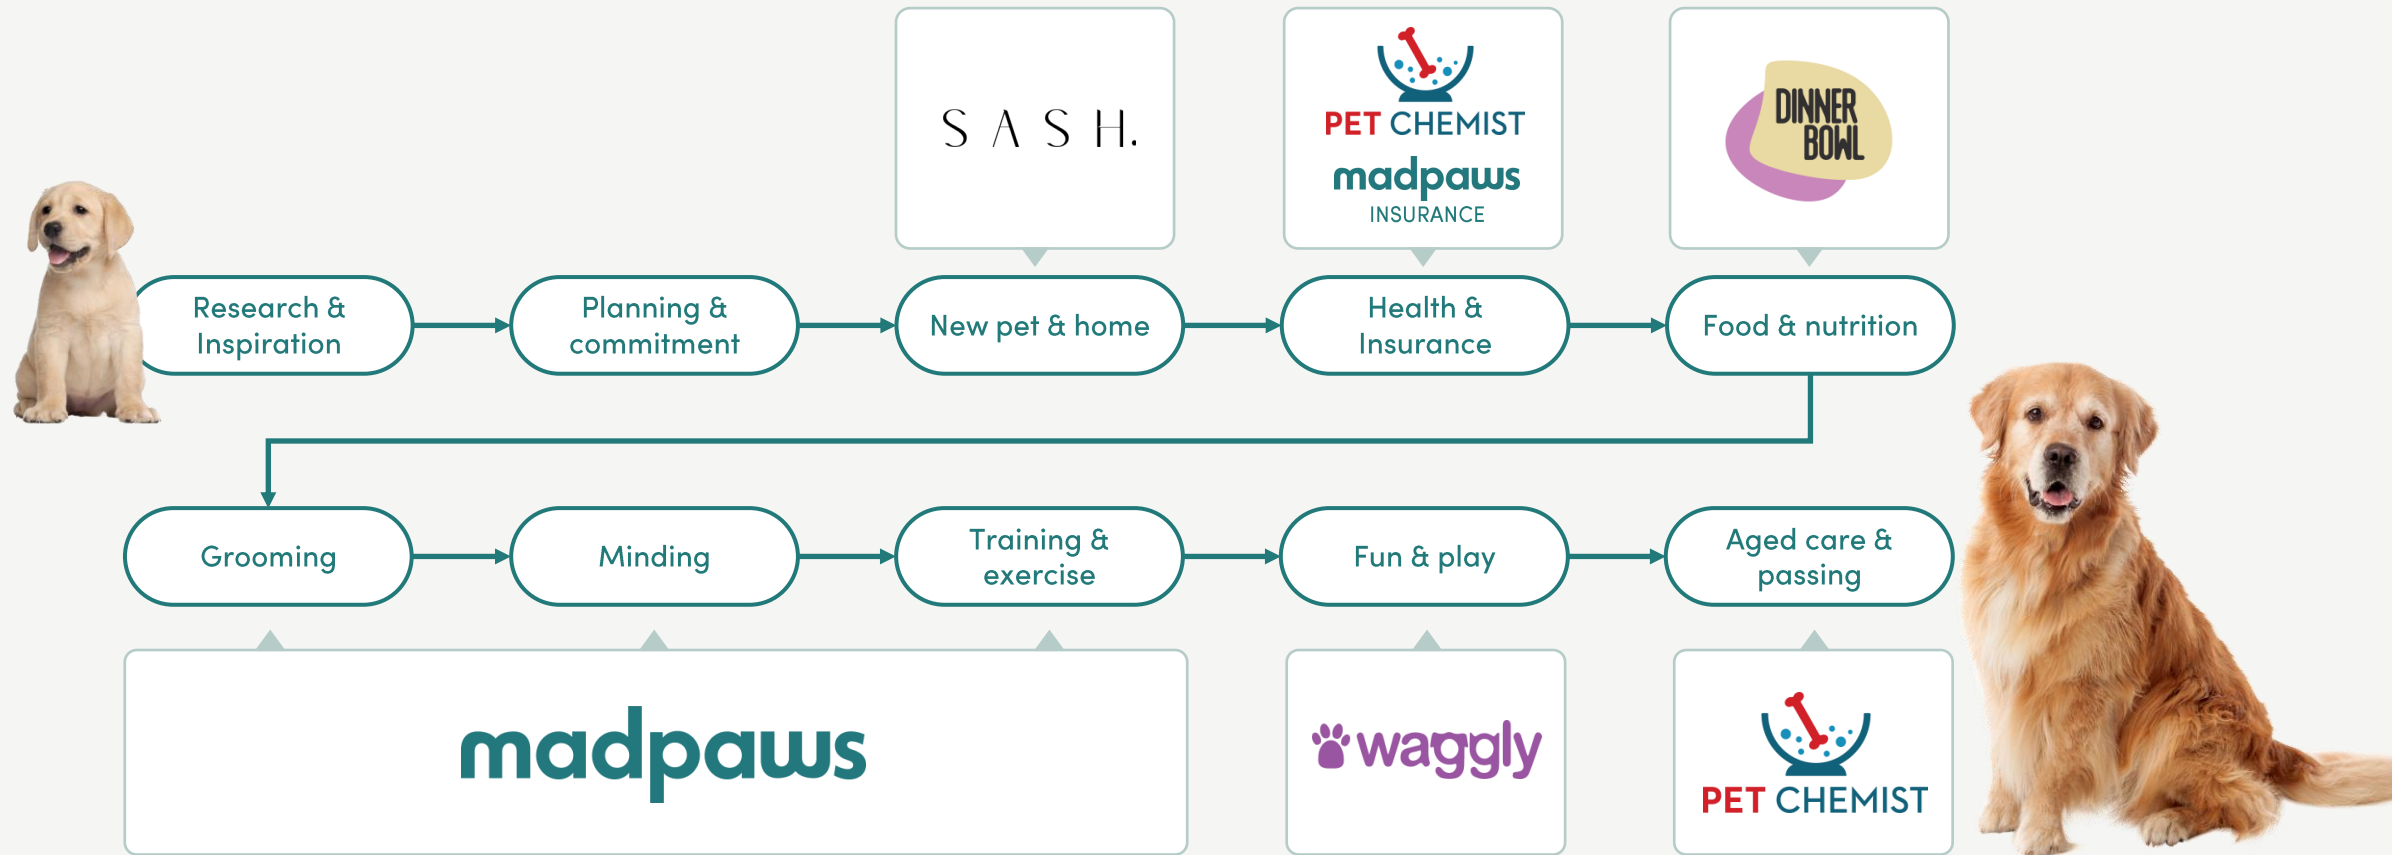 SASH.
PET CHEMIST
madpaws
INSURANCE
DINNER
BOWL
Research &
Inspiration
Planning &
commitment
New pet & home
Health &
Insurance
Food & nutrition
Grooming
Minding
Training &
exercise
Fun & play
Aged care &
passing
madpaws
waggly
PET CHEMIST